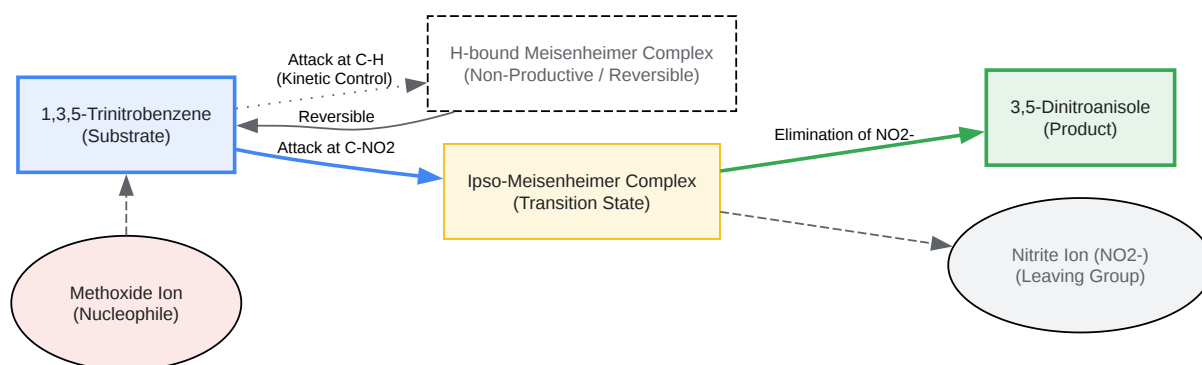 1,3,5-Trinitrobenzene
(Substrate)
Attack at C-H
(Kinetic Control)
Reversible
Attack at C-NO2
H-bound Meisenheimer Complex
(Non-Productive / Reversible)
Ipso-Meisenheimer Complex
(Transition State)
Elimination of NO2-
3,5-Dinitroanisole
(Product)
Methoxide Ion
(Nucleophile)
Nitrite Ion (NO2-)
(Leaving Group)